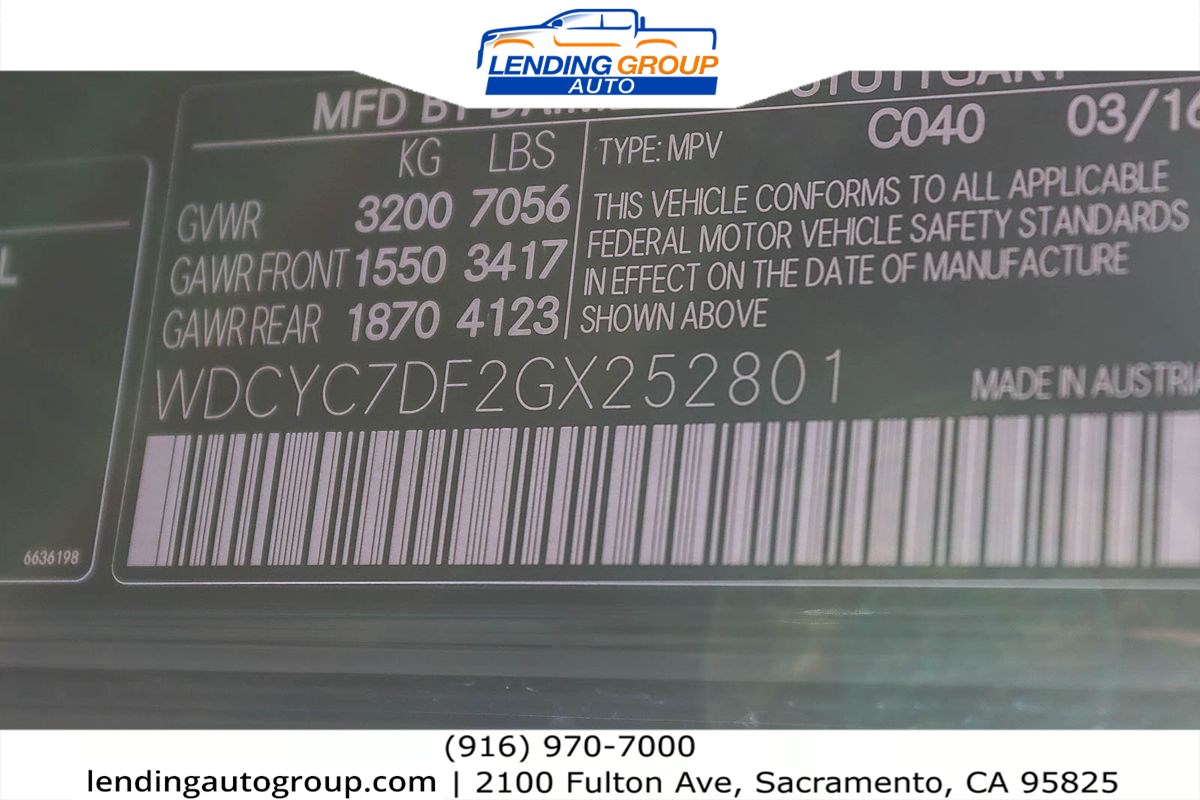 LENDING GROUP
AUTO
MFD BY STUTTGART
C040 03/16
KG LBS
TYPE: MPV
GVWR 3200 7056
GAWR FRONT 1550 3417
GAWR REAR 1870 4123
THIS VEHICLE CONFORMS TO ALL APPLICABLE
FEDERAL MOTOR VEHICLE SAFETY STANDARDS
IN EFFECT ON THE DATE OF MANUFACTURE
SHOWN ABOVE
WDCYC7DF2GX252801
MADE IN AUSTRIA
L
6636198
(916) 970-7000
lendingautogroup.com | 2100 Fulton Ave, Sacramento, CA 95825